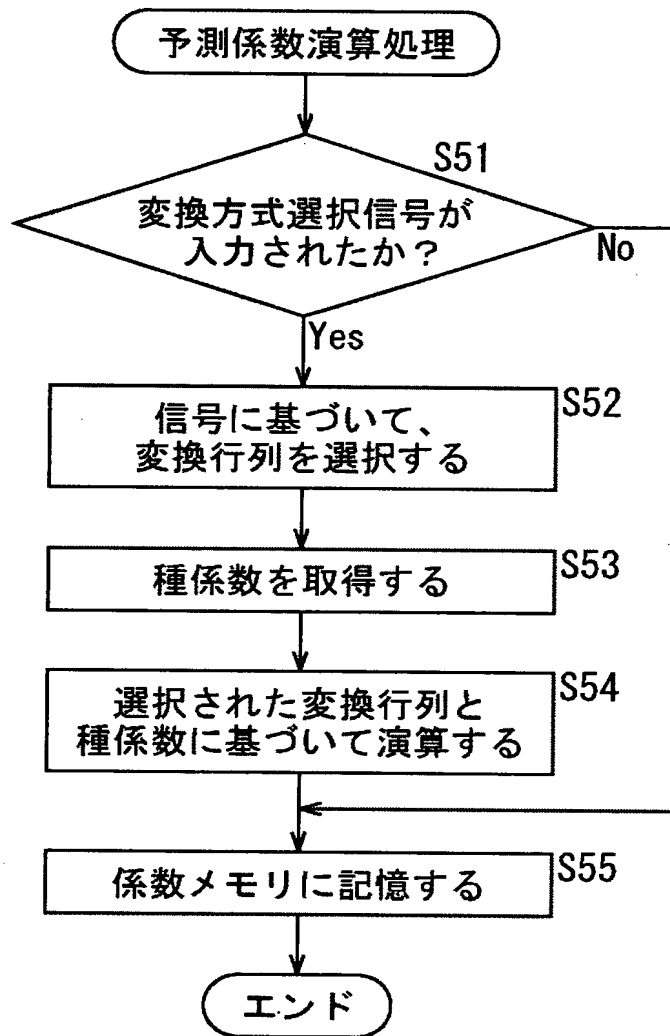 予測係数演算処理
S51
変換方式選択信号が
入力されたか？
No
Yes
S52
信号に基づいて、
変換行列を選択する
S53
種係数を取得する
S54
選択された変換行列と
種係数に基づいて演算する
S55
係数メモリに記憶する
エンド